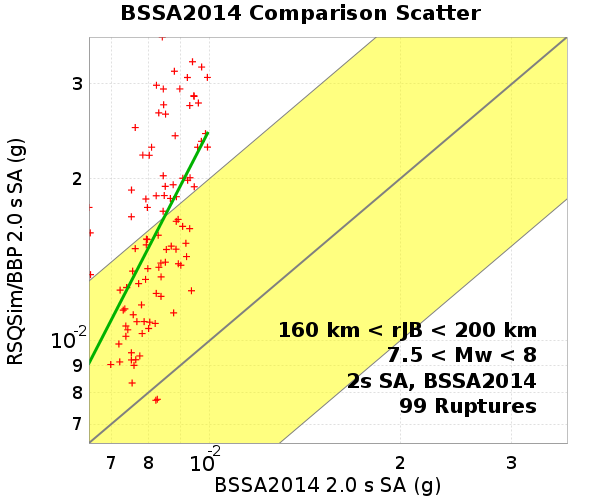 BSSA2014 Comparison Scatter
RSQSim/BBP 2.0 s SA (g)
3
2
10-2
9
8
7
160 km < rJB < 200 km
7.5 < Mw < 8
2s SA, BSSA2014
99 Ruptures
7 8 10-2 2 3
BSSA2014 2.0 s SA (g)